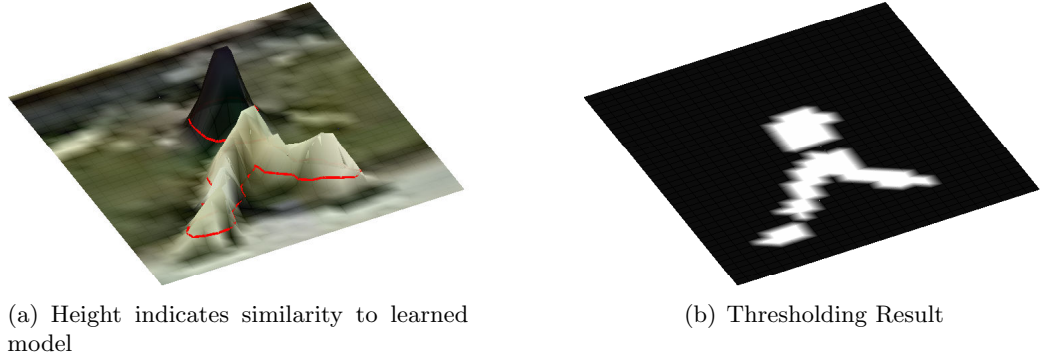 (a) Height indicates similarity to learned
model
(b) Thresholding Result